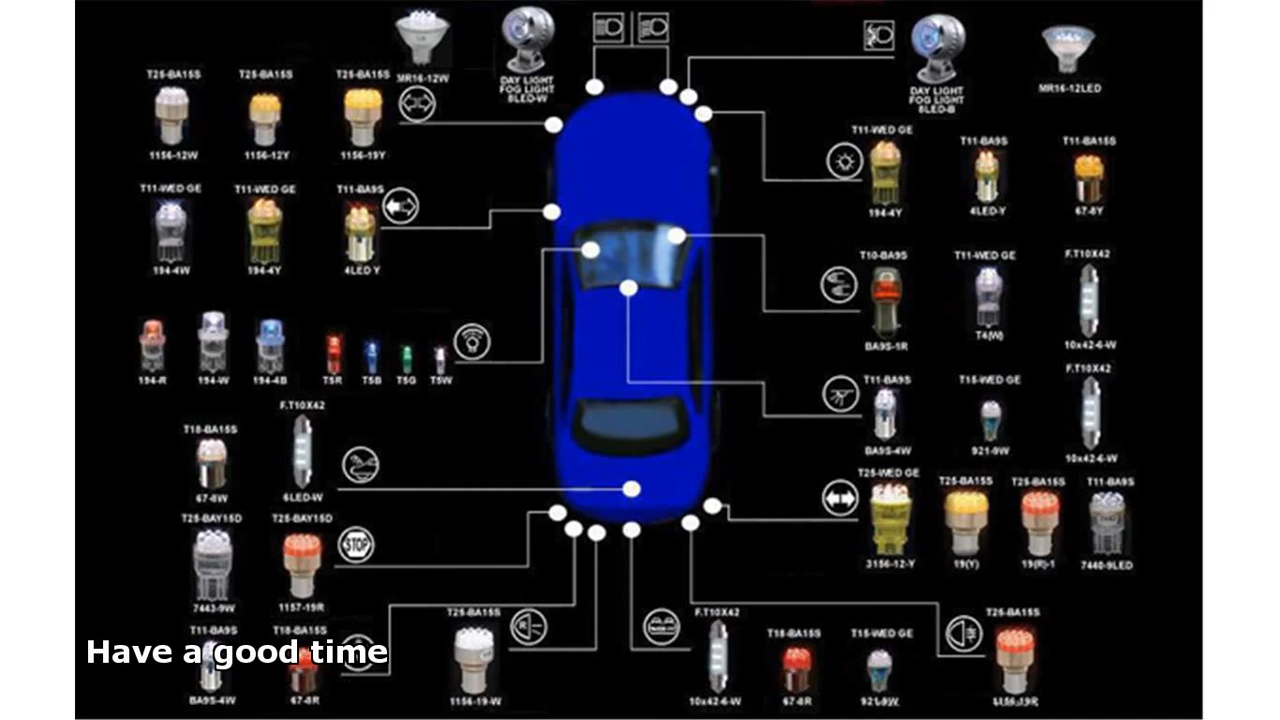 MR16-12W
DAY LIGHT
FOG LIGHT
8LED-W
DAY LIGHT
FOG LIGHT
8LED-B
MR16-12LED
T25-BA15S
T25-BA15S
T25-BA15S
1156-12W
1156-12Y
1156-19Y
T11-WED GE
T11-BA9S
T11-BA15S
194-4Y
4LED-Y
67-8Y
T11-WED GE
T11-WED GE
T11-BA9S
194-4W
194-4Y
4LED Y
T10-BA9S
T11-WED GE
F.T10X42
BA9S-1R
T4(W)
10x42-6-W
194-R
194-W
194-4B
T5R
T5B
T5G
T5W
T11-BA9S
T15-WED GE
F.T10X42
BA9S-4W
921-9W
10x42-6-W
T18-BA15S
F.T10X42
67-8W
6LED-W
T25-WED GE
T25-BA15S
T25-BA15S
T11-BA9S
3156-12-Y
19(Y)
19(R)-1
7440-9LED
T25-BAY15D
T25-BAY15D
STOP
7443-9W
1157-19R
T11-BA9S
T18-BA15S
BA9S-4W
67-8R
T25-BA15S
R
1156-19-W
F.T10X42
T18-BA15S
T15-WED GE
10x42-6-W
67-8R
921-9W
T25-BA15S
1156-19R
Have a good time